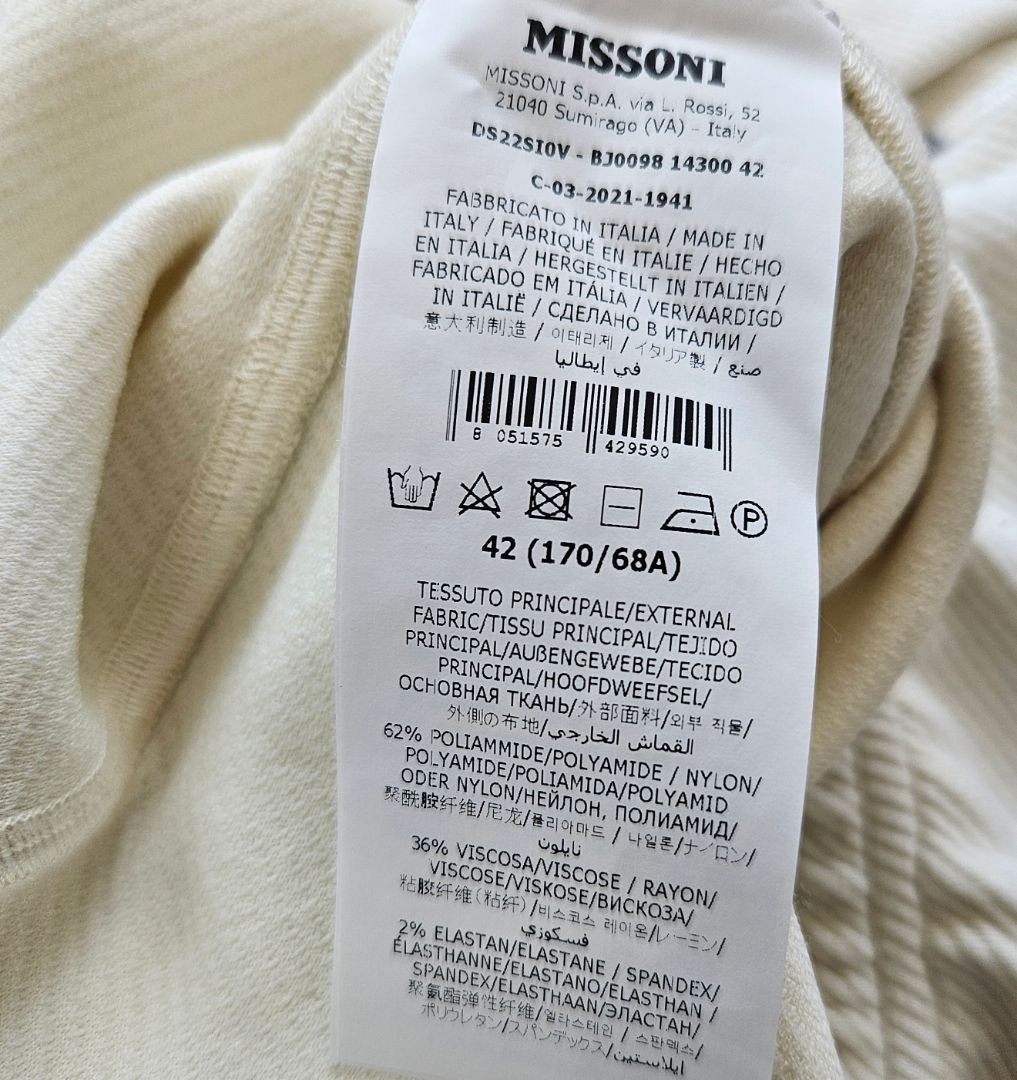 MISSONI
MISSONI S.p.A. via L. Rossi, 52
21040 Sumirago (VA) - Italy
DS22SI0V - BJ0098 14300 42
C-03-2021-1941
FABBRICATO IN ITALIA / MADE IN
ITALY / FABRIQUÉ EN ITALIE / HECHO
EN ITALIA / HERGESTELLT IN ITALIEN /
FABRICADO EM ITÁLIA / VERVAARDIGD
IN ITALIË / СДЕЛАНО В ИТАЛИИ /
意大利制造 / 이태리제 / イタリア製 / صنع
في إيطاليا
8 051575 429590
P
42 (170/68A)
TESSUTO PRINCIPALE/EXTERNAL
FABRIC/TISSU PRINCIPAL/TEJIDO
PRINCIPAL/AUßENGEWEBE/TECIDO
PRINCIPAL/HOOFDWEEFSEL/
ОСНОВНАЯ ТКАНЬ/外部面料/외부 직물/
外側の布地/القماش الخارجي
62% POLIAMMIDE/POLYAMIDE / NYLON/
POLYAMIDE/POLIAMIDA/POLYAMID
ODER NYLON/НЕЙЛОН, ПОЛИАМИД/
聚酰胺纤维/尼龙/폴리아마드 / 나일론/ナイロン/
نايلون
36% VISCOSA/VISCOSE / RAYON/
VISCOSE/VISKOSE/ВИСКОЗА/
粘胶纤维(粘纤)/비스코스 레이온/レーミン/
فسكوزي
2% ELASTAN/ELASTANE / SPANDEX/
ÉLASTHANNE/ELASTANO/ELASTHAN /
SPANDEX/ELASTHAAN/ЭЛАСТАН/
聚氨酯弹性纤维/엘라스테인 / 스판덱스/
ポリウレタン/スパンデックス/ايلاستين